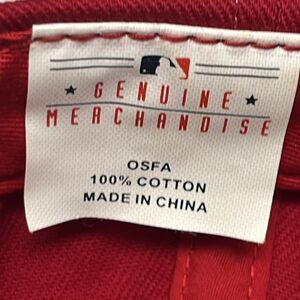 GENUINE
MERCHANDISE
OSFA
100% COTTON
MADE IN CHINA